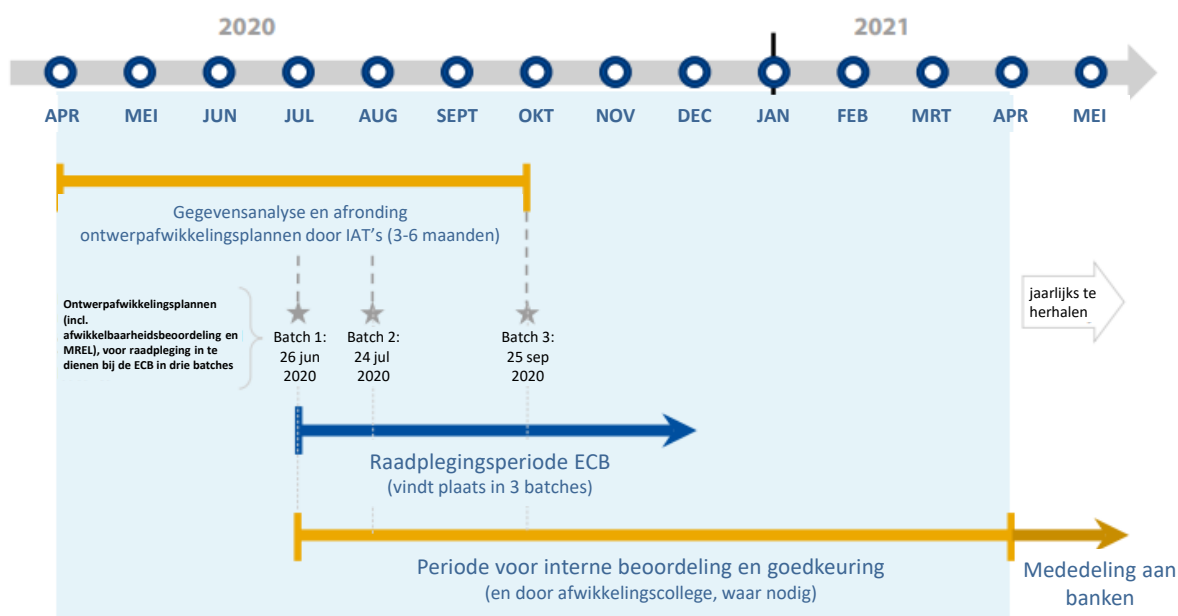 2020
2021
APR MEI JUN JUL AUG SEPT OKT NOV DEC JAN FEB MRT APR MEI
Gegevensanalyse en afronding
ontwerpafwikkelingsplannen door IAT's (3-6 maanden)
Ontwerpafwikkelingsplannen
(incl.
afwikkelbaarheidsbeoordeling en
MREL), voor raadpleging in te
dienen bij de ECB in drie batches
Batch 1:
26 jun
2020
Batch 2:
24 jul
2020
Batch 3:
25 sep
2020
jaarlijks te
herhalen
Raadplegingsperiode ECB
(vindt plaats in 3 batches)
Periode voor interne beoordeling en goedkeuring
(en door afwikkelingscollege, waar nodig)
Mededeling aan
banken